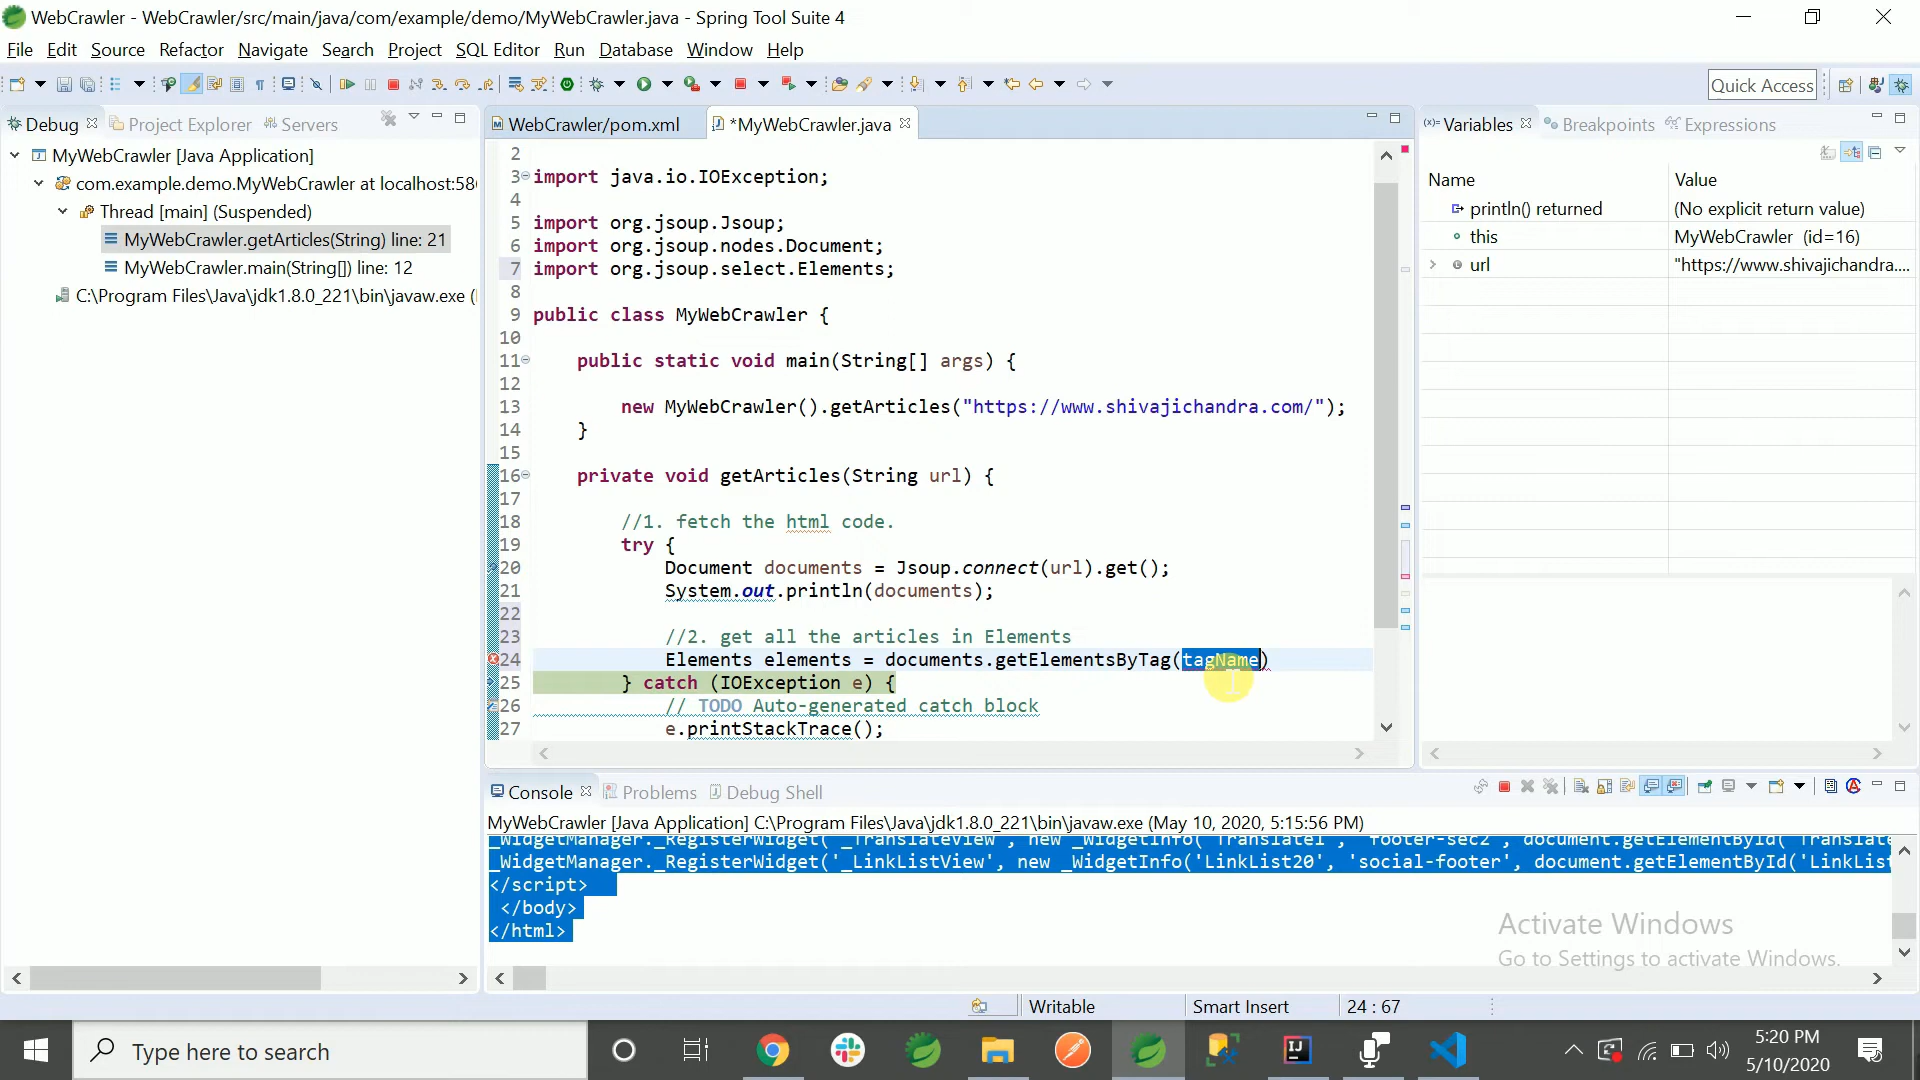 WebCrawler - WebCrawler/src/main/java/com/example/demo/MyWebCrawler.java - Spring Tool Suite 4
File Edit Source Refactor Navigate Search Project SQL Editor Run Database Window Help
Quick Access
Debug Project Explorer Servers
MyWebCrawler [Java Application]
com.example.demo.MyWebCrawler at localhost:58
Thread [main] (Suspended)
MyWebCrawler.getArticles(String) line: 21
MyWebCrawler.main(String[]) line: 12
C:\Program Files\Java\jdk1.8.0_221\bin\javaw.exe (
WebCrawler/pom.xml *MyWebCrawler.java
2
3 import java.io.IOException;
4
5 import org.jsoup.Jsoup;
6 import org.jsoup.nodes.Document;
7 import org.jsoup.select.Elements;
8
9 public class MyWebCrawler {
10
11 public static void main(String[] args) {
12
13 new MyWebCrawler().getArticles("https://www.shivajichandra.com/");
14 }
15
16 private void getArticles(String url) {
17
18 //1. fetch the html code.
19 try {
20 Document documents = Jsoup.connect(url).get();
21 System.out.println(documents);
22
23 //2. get all the articles in Elements
24 Elements elements = documents.getElementsByTag(tagName)
25 } catch (IOException e) {
26 // TODO Auto-generated catch block
27 e.printStackTrace();
Variables Breakpoints Expressions
Name Value
println() returned (No explicit return value)
this MyWebCrawler (id=16)
url "https://www.shivajichandra....
Console Problems Debug Shell
MyWebCrawler [Java Application] C:\Program Files\Java\jdk1.8.0_221\bin\javaw.exe (May 10, 2020, 5:15:56 PM)
_WidgetManager._RegisterWidget('_TranslateView', new _WidgetInfo('Translate1', 'footer-sec2', document.getElementById('Translate
_WidgetManager._RegisterWidget('_LinkListView', new _WidgetInfo('LinkList20', 'social-footer', document.getElementById('LinkList
</script>
</body>
</html>
Activate Windows
Go to Settings to activate Windows.
Writable Smart Insert 24 : 67
Type here to search
5:20 PM
5/10/2020